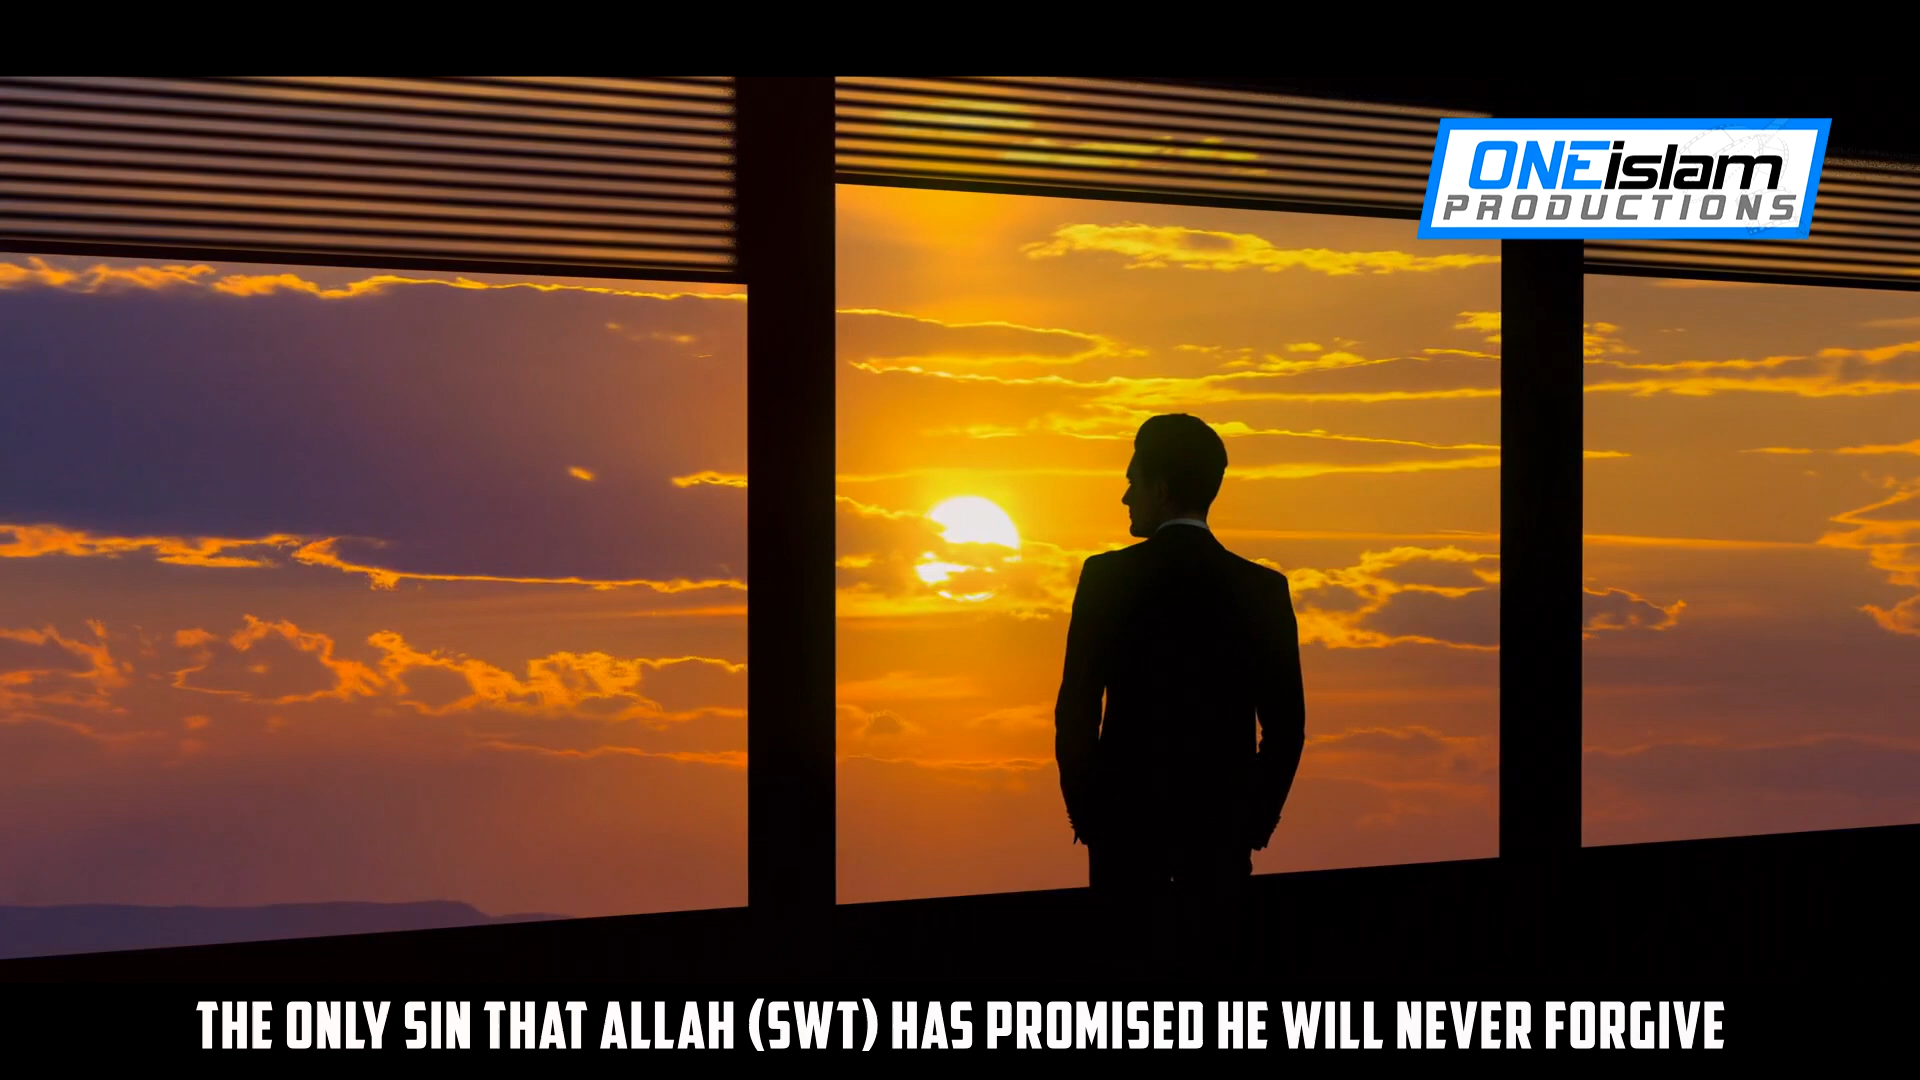 ONEislam
PRODUCTIONS
THE ONLY SIN THAT ALLAH (SWT) HAS PROMISED HE WILL NEVER FORGIVE